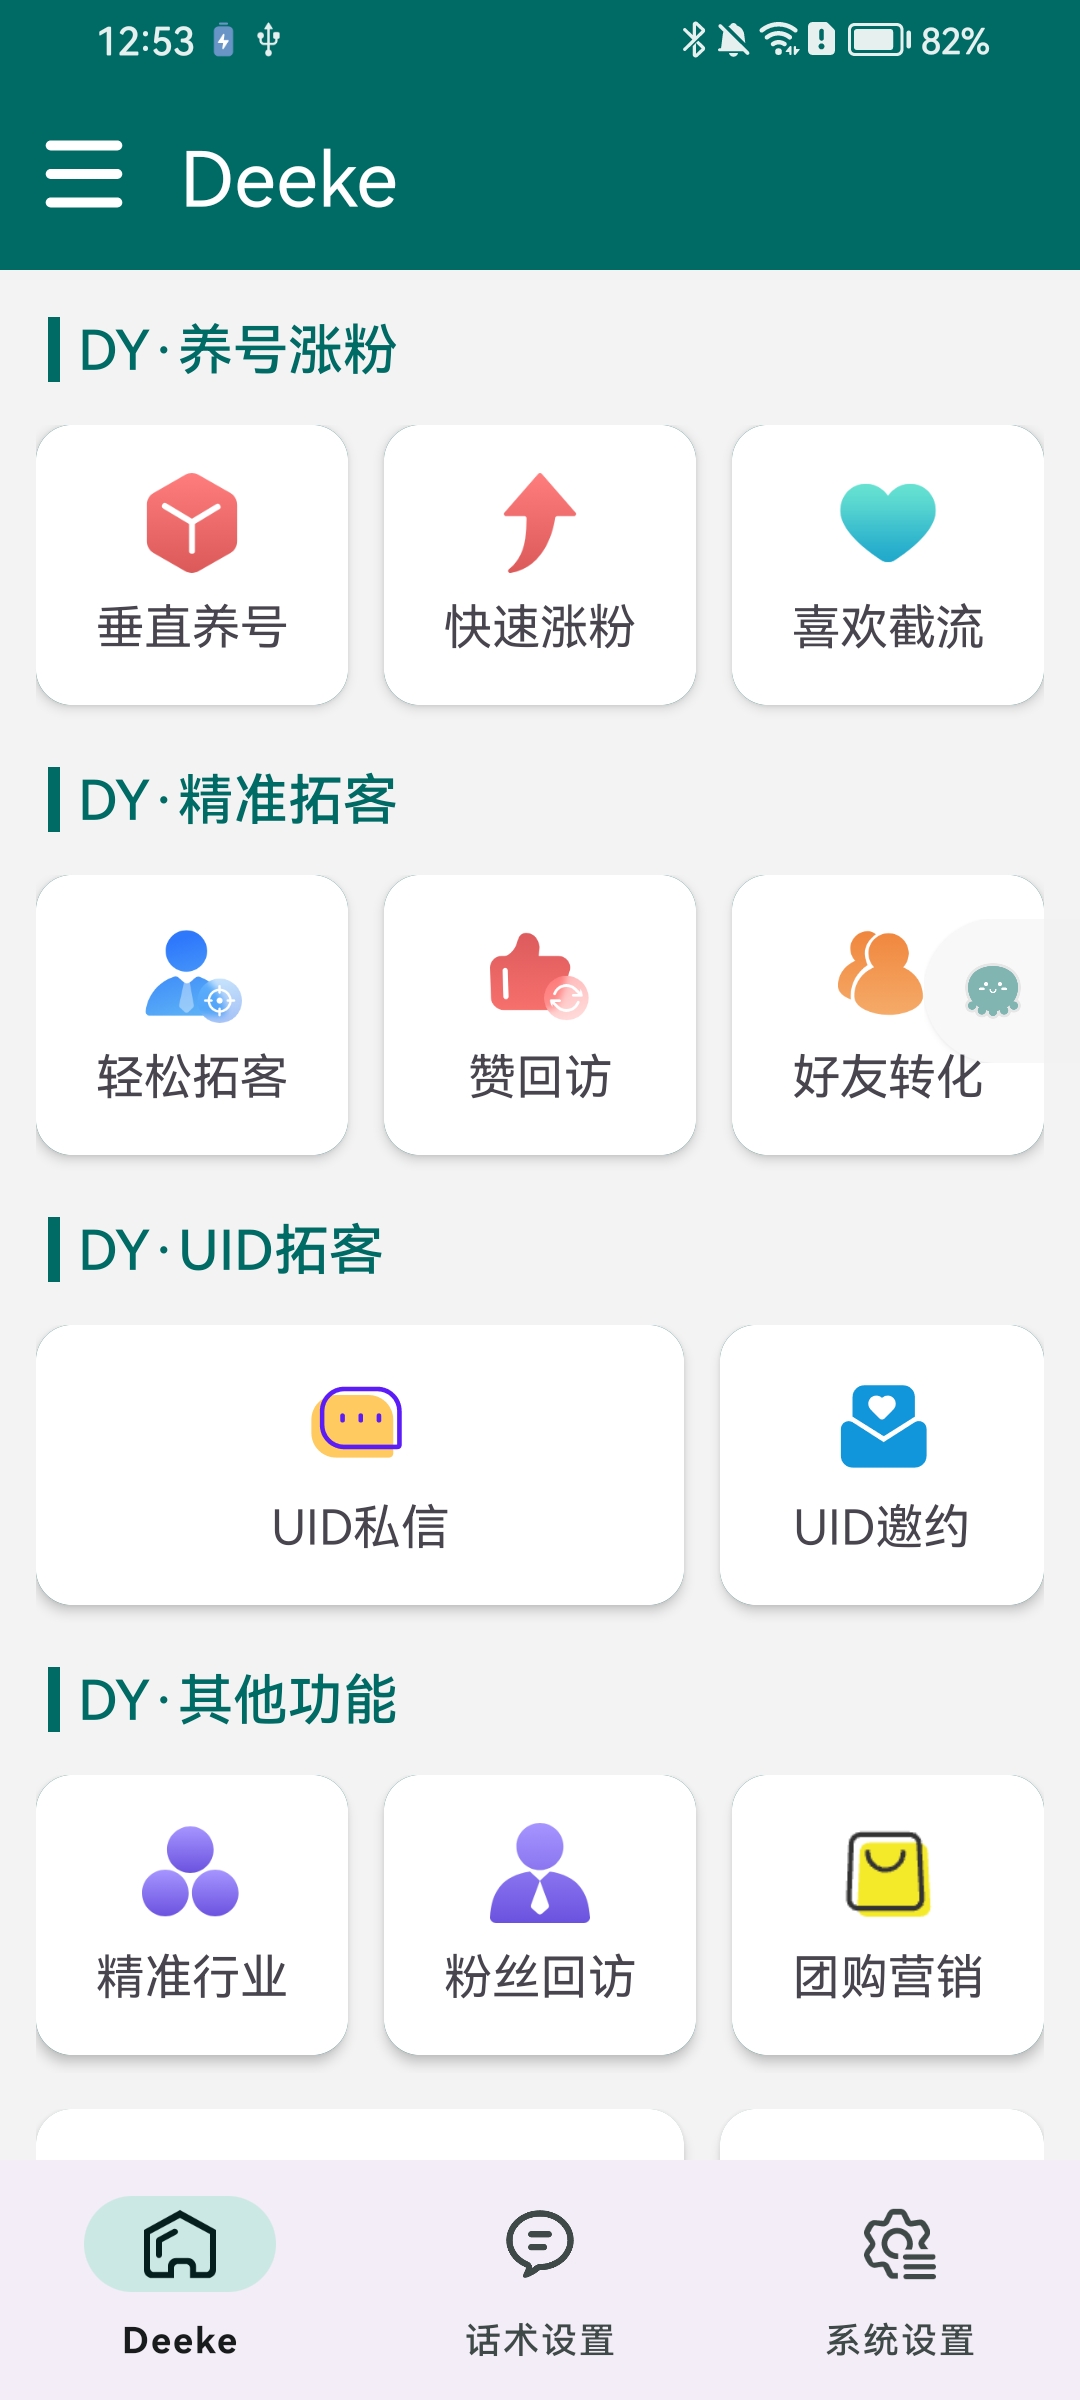 12:53
82%
Deeke
DY·养号涨粉
垂直养号
快速涨粉
喜欢截流
DY·精准拓客
轻松拓客
赞回访
好友转化
DY·UID拓客
UID私信
UID邀约
DY·其他功能
精准行业
粉丝回访
团购营销
Deeke
话术设置
系统设置